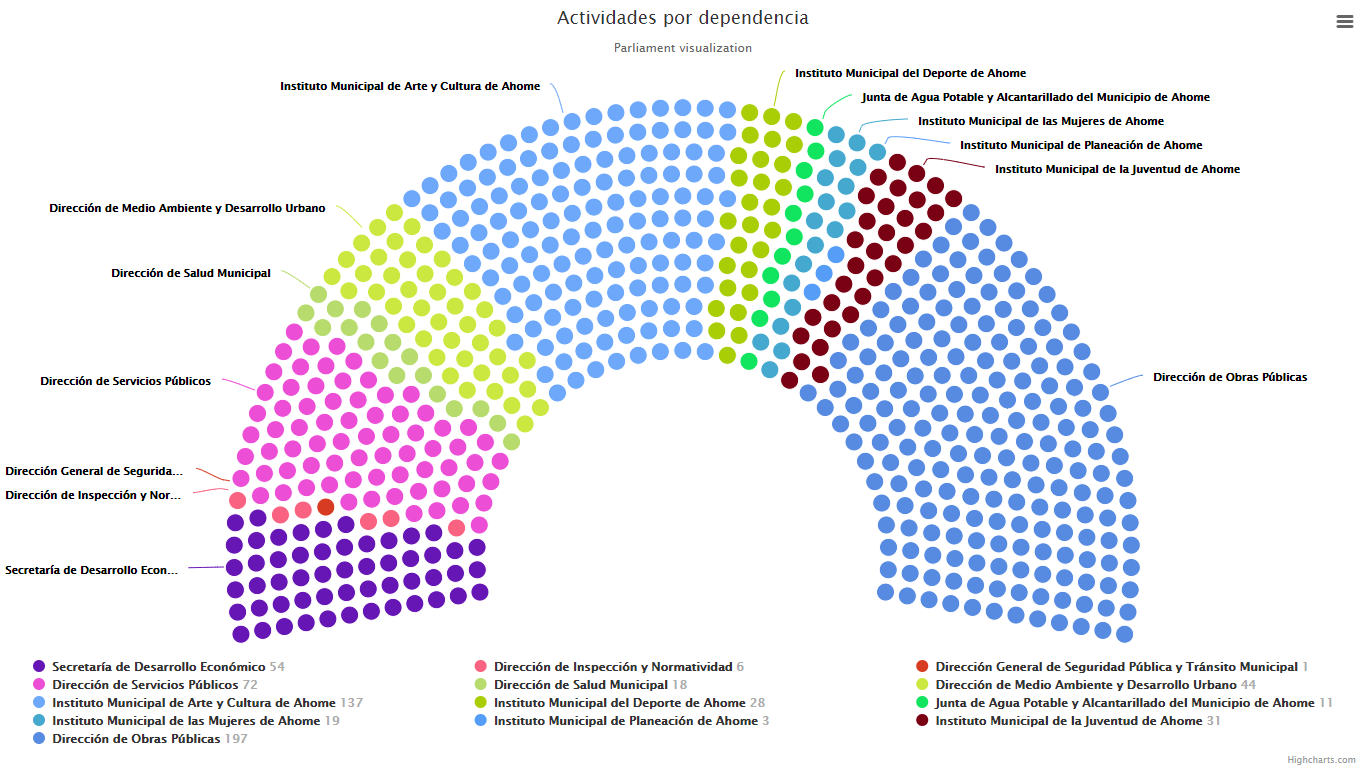 Actividades por dependencia
Parliament visualization
Instituto Municipal del Deporte de Ahome
Instituto Municipal de Arte y Cultura de Ahome
Junta de Agua Potable y Alcantarillado del Municipio de Ahome
Instituto Municipal de las Mujeres de Ahome
Instituto Municipal de Planeación de Ahome
Instituto Municipal de la Juventud de Ahome
Dirección de Medio Ambiente y Desarrollo Urbano
Dirección de Salud Municipal
Dirección de Servicios Públicos
Dirección de Obras Públicas
Dirección General de Segurida...
Dirección de Inspección y Nor...
Secretaría de Desarrollo Econ...
Secretaría de Desarrollo Económico 54
Dirección de Inspección y Normatividad 6
Dirección General de Seguridad Pública y Tránsito Municipal 1
Dirección de Servicios Públicos 72
Dirección de Salud Municipal 18
Dirección de Medio Ambiente y Desarrollo Urbano 44
Instituto Municipal de Arte y Cultura de Ahome 137
Instituto Municipal del Deporte de Ahome 28
Junta de Agua Potable y Alcantarillado del Municipio de Ahome 11
Instituto Municipal de las Mujeres de Ahome 19
Instituto Municipal de Planeación de Ahome 3
Instituto Municipal de la Juventud de Ahome 31
Dirección de Obras Públicas 197
Highcharts.com